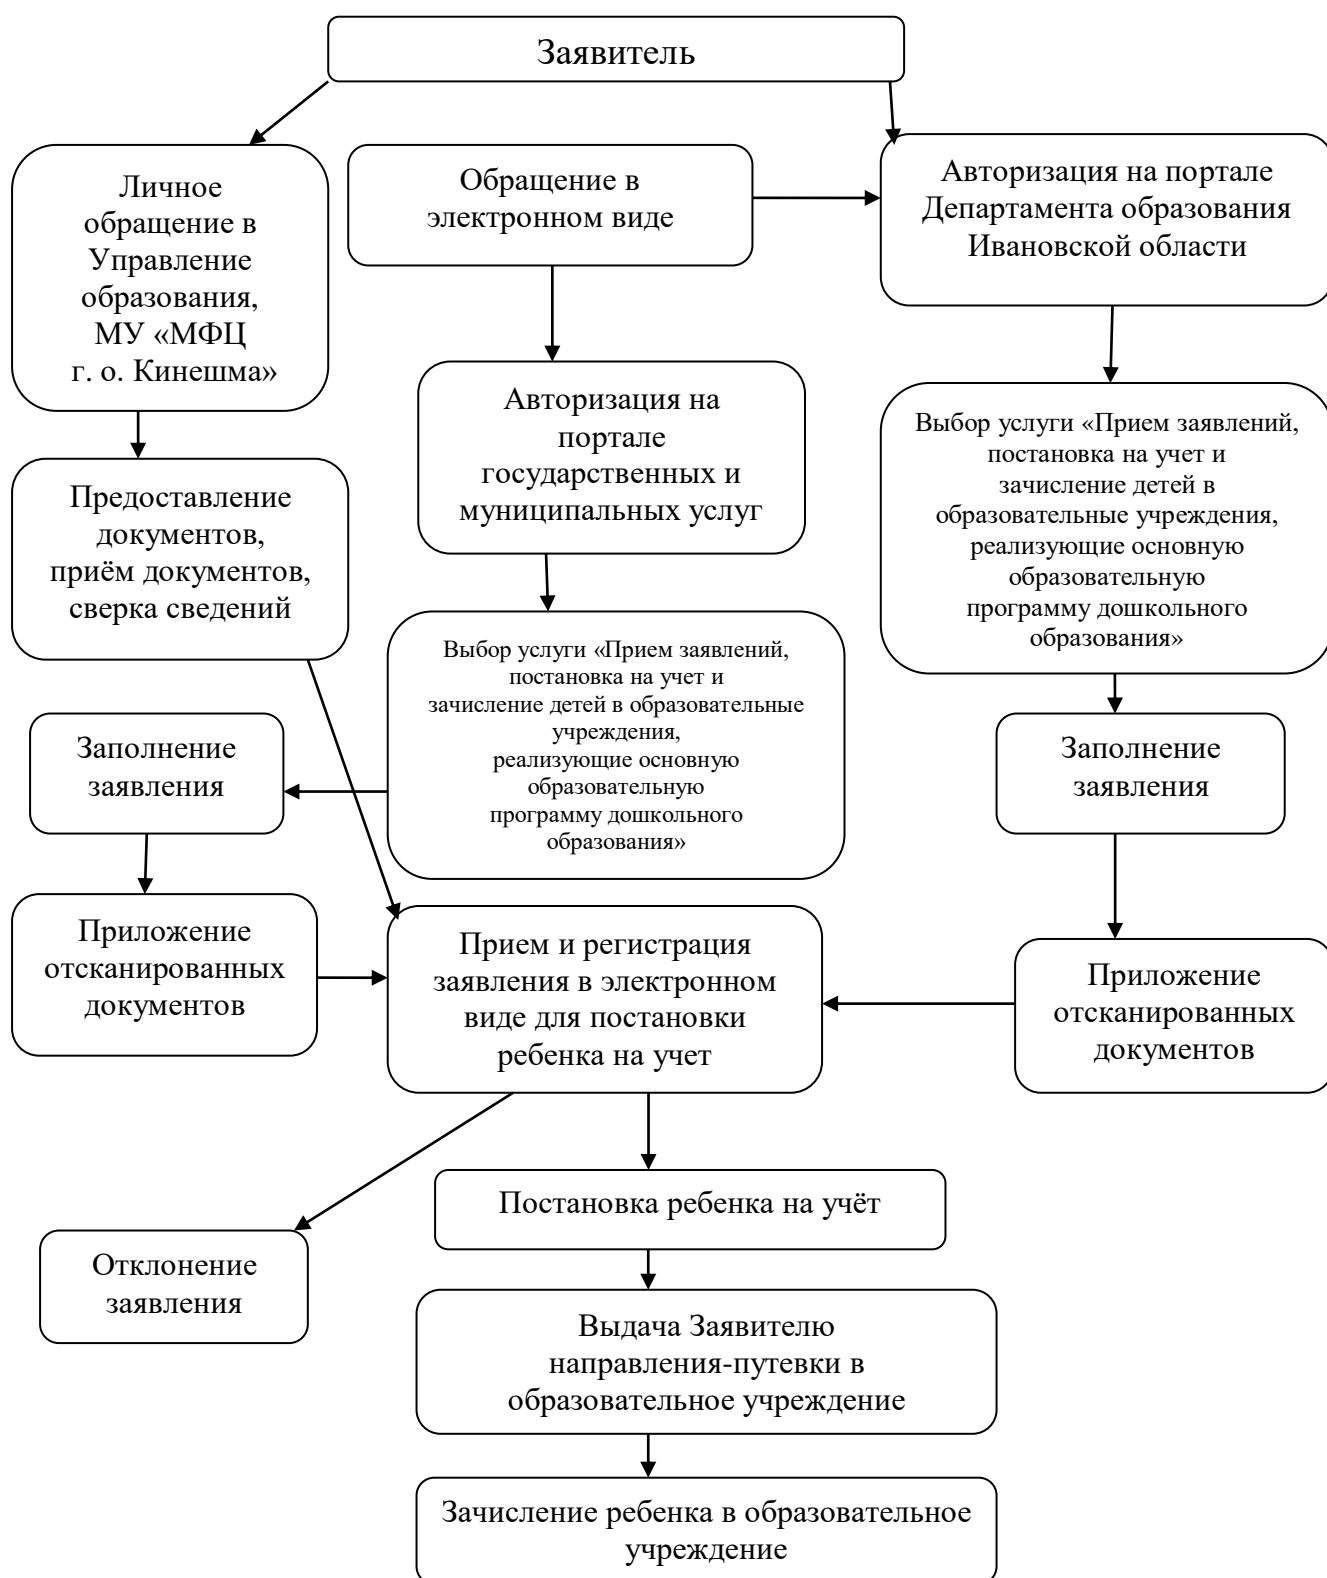 Заявитель
Личное
обращение в
Управление
образования,
МУ «МФЦ
г. о. Кинешма»
Обращение в
электронном виде
Авторизация на портале
Департамента образования
Ивановской области
Авторизация на
портале
государственных и
муниципальных услуг
Выбор услуги «Прием заявлений,
постановка на учет и
зачисление детей в
образовательные учреждения,
реализующие основную
образовательную
программу дошкольного
образования»
Предоставление
документов,
приём документов,
сверка сведений
Выбор услуги «Прием заявлений,
постановка на учет и
зачисление детей в образовательные
учреждения,
реализующие основную
образовательную
программу дошкольного
образования»
Заполнение
заявления
Заполнение
заявления
Приложение
отсканированных
документов
Прием и регистрация
заявления в электронном
виде для постановки
ребенка на учет
Приложение
отсканированных
документов
Постановка ребенка на учёт
Отклонение
заявления
Выдача Заявителю
направления-путевки в
образовательное учреждение
Зачисление ребенка в образовательное
учреждение